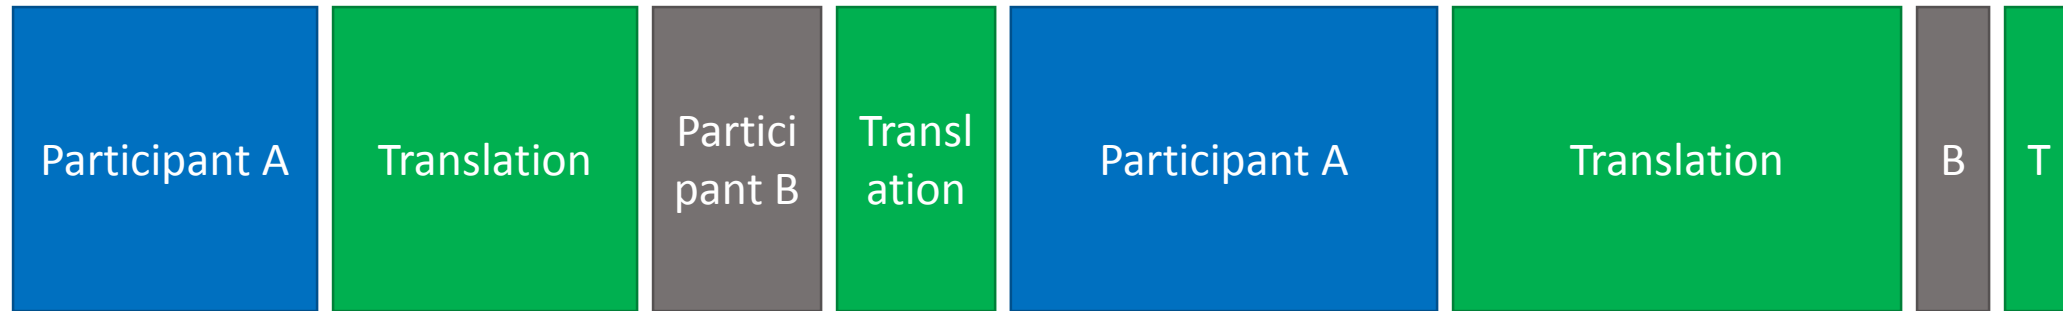 Participant A
Translation
Partici
pant B
Transl
ation
Participant A
Translation
B
T